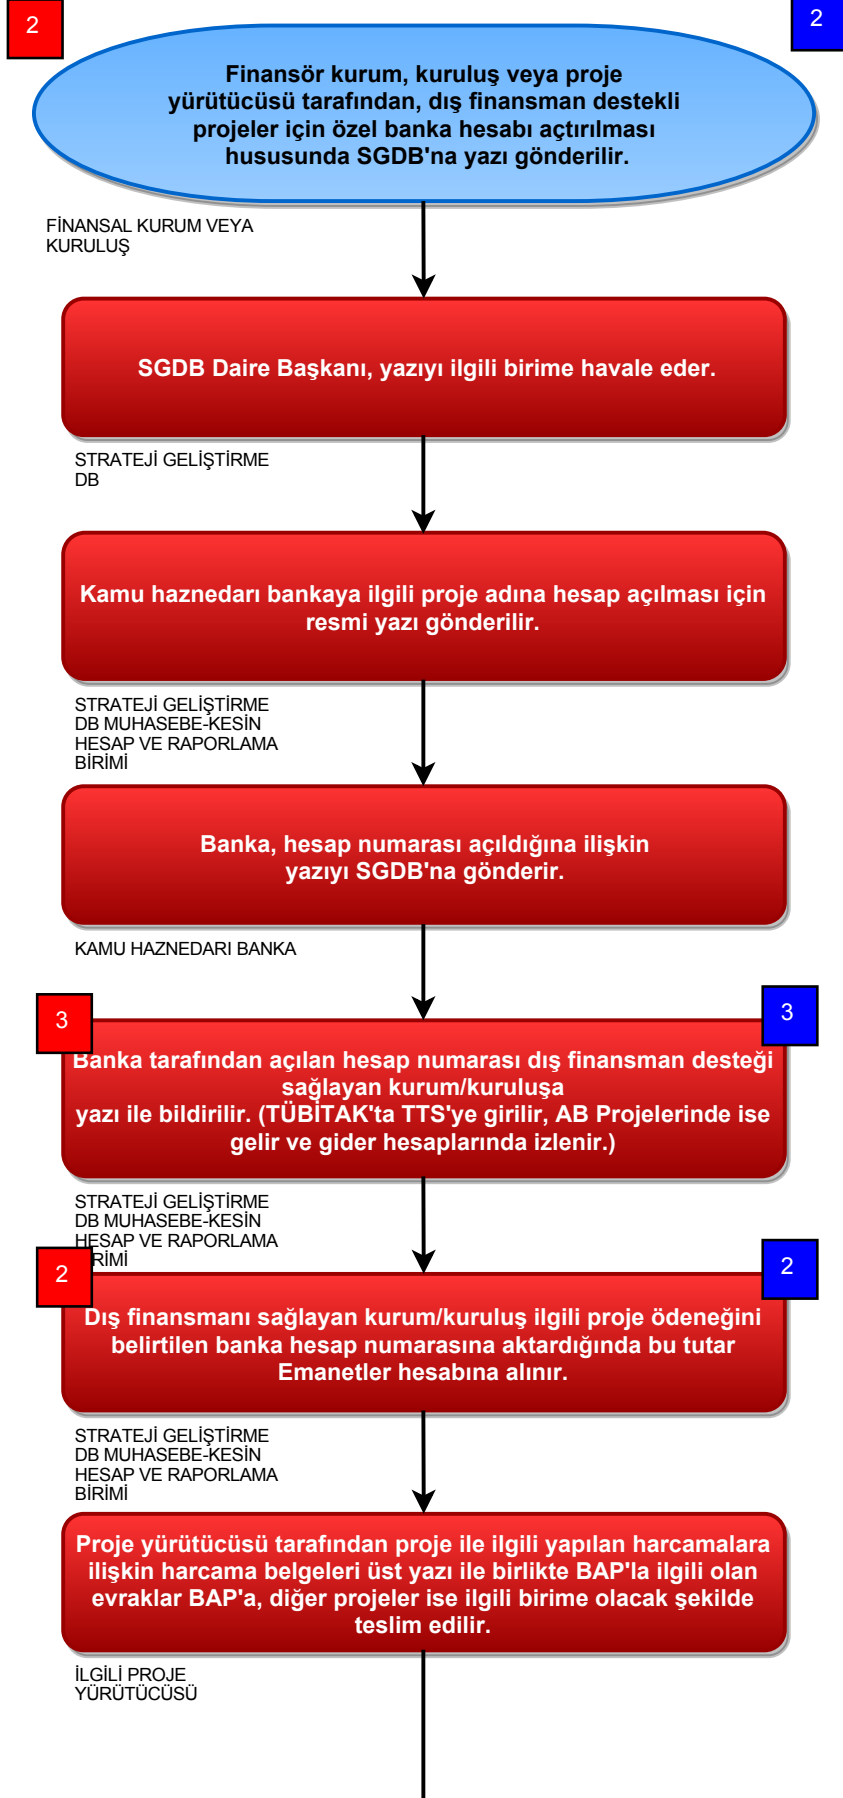 2
2
Finansör kurum, kuruluş veya proje
yürütücüsü tarafından, dış finansman destekli
projeler için özel banka hesabı açtırılması
hususunda SGDB'na yazı gönderilir.
FİNANSAL KURUM VEYA
KURULUŞ
SGDB Daire Başkanı, yazıyı ilgili birime havale eder.
STRATEJİ GELİŞTİRME
DB
Kamu haznedarı bankaya ilgili proje adına hesap açılması için
resmi yazı gönderilir.
STRATEJİ GELİŞTİRME
DB MUHASEBE-KESİN
HESAP VE RAPORLAMA
BİRİMİ
Banka, hesap numarası açıldığına ilişkin
yazıyı SGDB'na gönderir.
KAMU HAZNEDARI BANKA
3
3
Banka tarafından açılan hesap numarası dış finansman desteği
sağlayan kurum/kuruluşa
yazı ile bildirilir. (TÜBİTAK'ta TTS'ye girilir, AB Projelerinde ise
gelir ve gider hesaplarında izlenir.)
STRATEJİ GELİŞTİRME
DB MUHASEBE-KESİN
HESAP VE RAPORLAMA
BİRİMİ
2
2
Dış finansmanı sağlayan kurum/kuruluş ilgili proje ödeneğini
belirtilen banka hesap numarasına aktardığında bu tutar
Emanetler hesabına alınır.
STRATEJİ GELİŞTİRME
DB MUHASEBE-KESİN
HESAP VE RAPORLAMA
BİRİMİ
Proje yürütücüsü tarafından proje ile ilgili yapılan harcamalara
ilişkin harcama belgeleri üst yazı ile birlikte BAP'la ilgili olan
evraklar BAP'a, diğer projeler ise ilgili birime olacak şekilde
teslim edilir.
İLGİLİ PROJE
YÜRÜTÜCÜSÜ